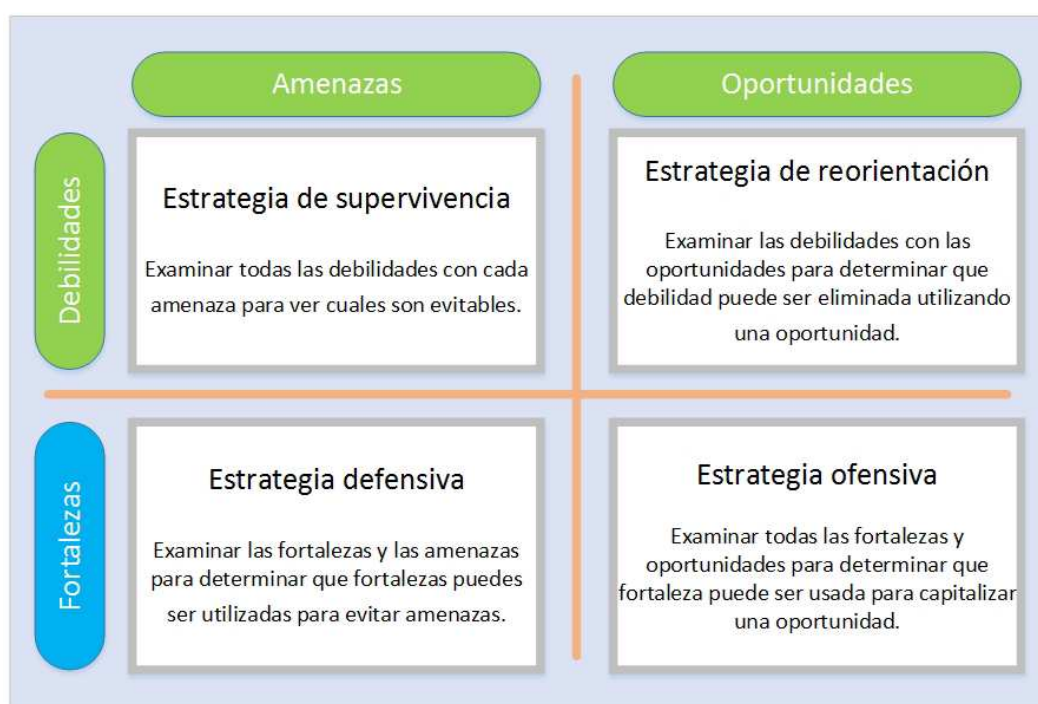 Amenazas
Oportunidades
Debilidades
Estrategia de supervivencia
Examinar todas las debilidades con cada
amenaza para ver cuales son evitables.
Estrategia de reorientación
Examinar las debilidades con las
oportunidades para determinar que
debilidad puede ser eliminada utilizando
una oportunidad.
Fortalezas
Estrategia defensiva
Examinar las fortalezas y las amenazas
para determinar que fortalezas puedes
ser utilizadas para evitar amenazas.
Estrategia ofensiva
Examinar todas las fortalezas y
oportunidades para determinar que
fortaleza puede ser usada para capitalizar
una oportunidad.